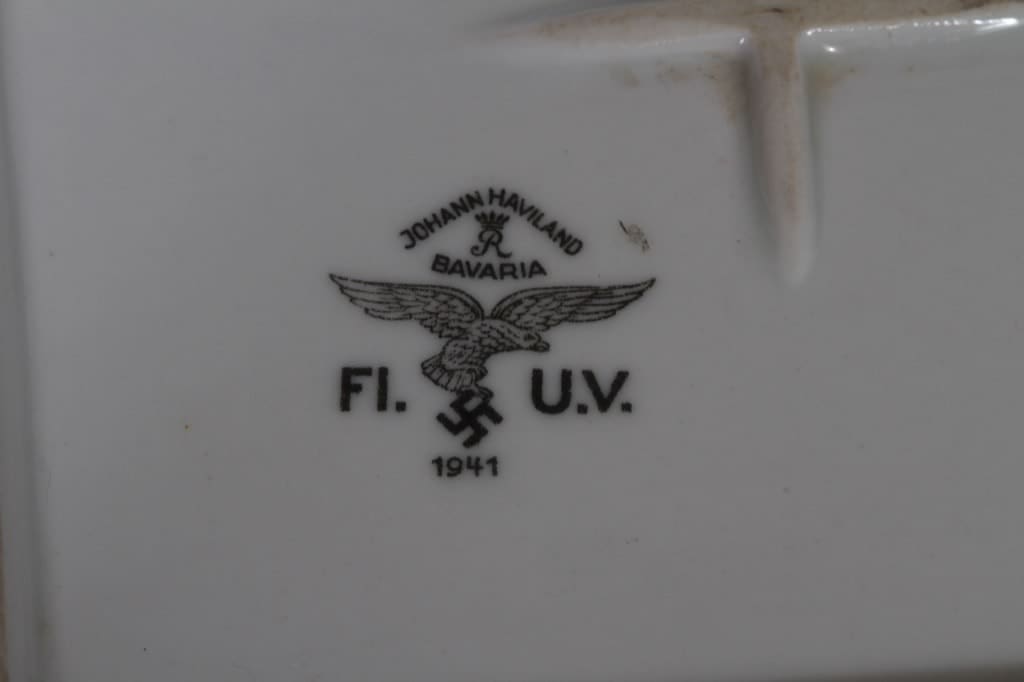 JOHANN HAVILAND
R
BAVARIA
Fl. U.V.
1941